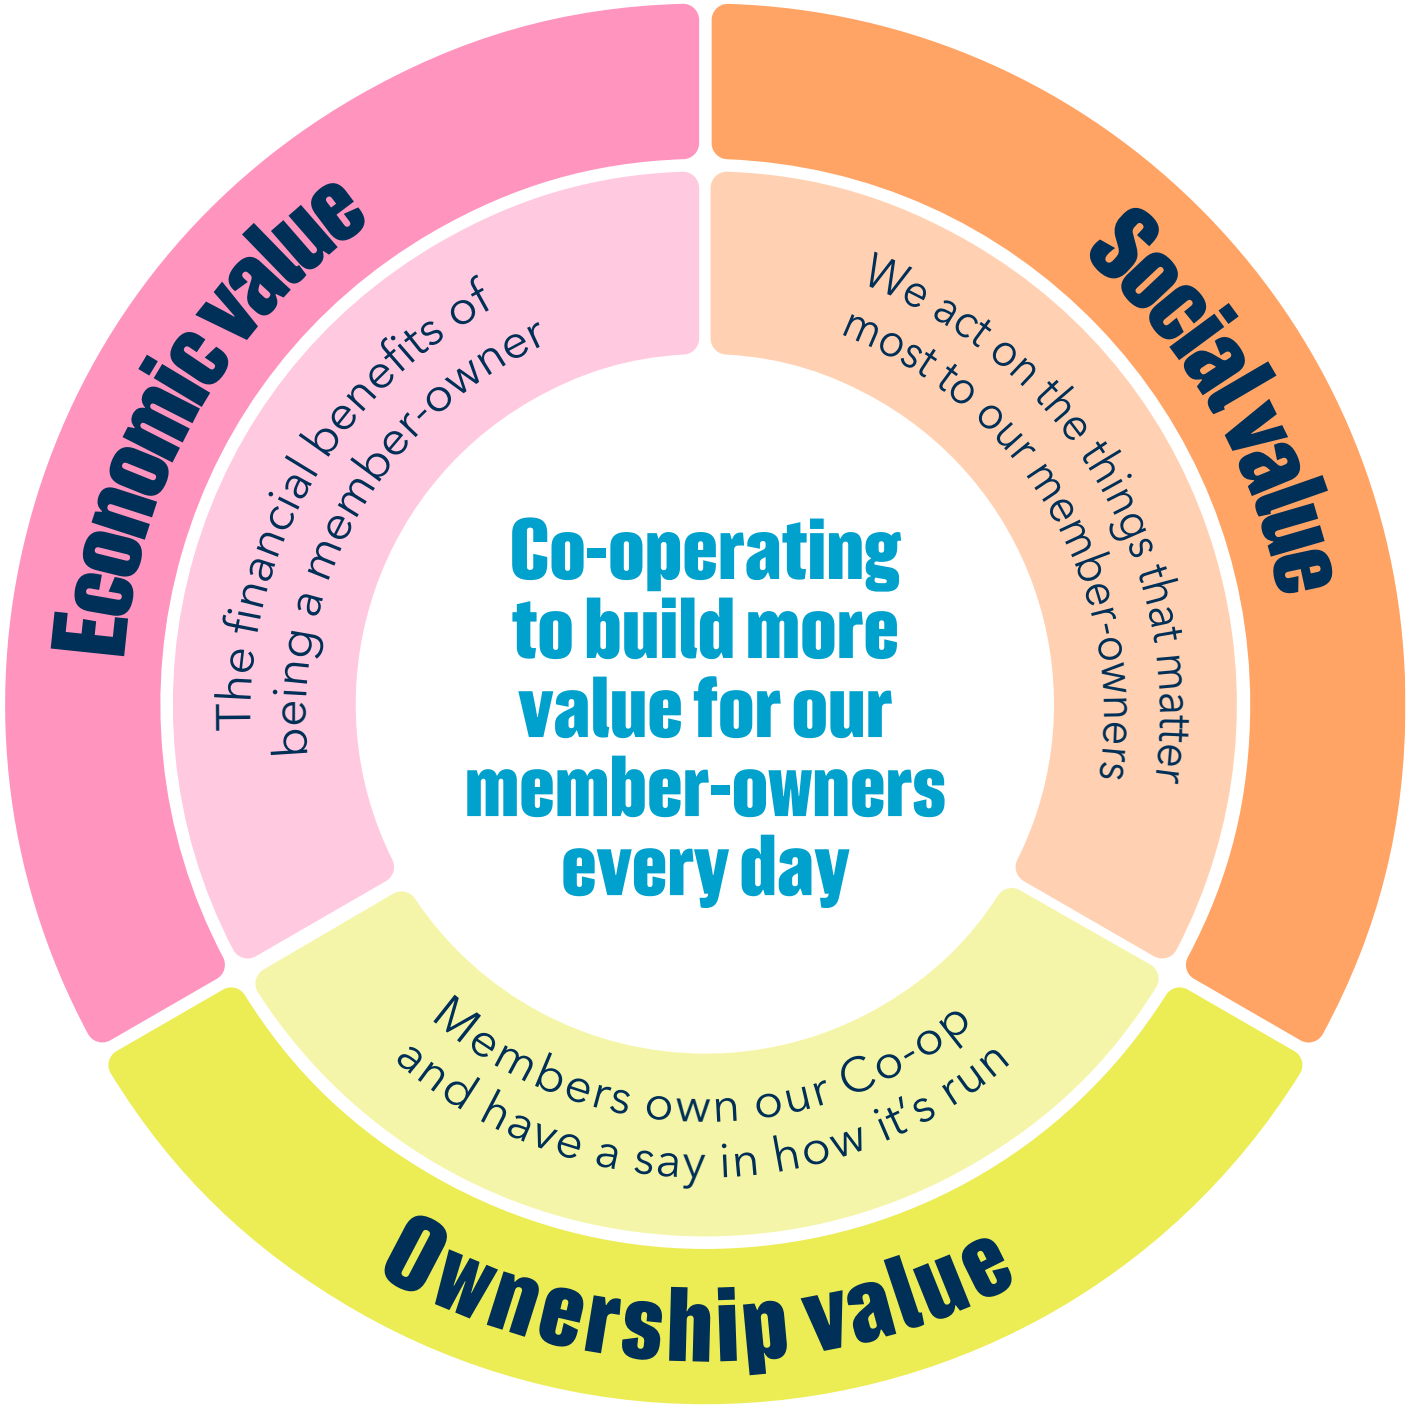 Economic value
The financial benefits of
being a member-owner
Social value
We act on the things that matter
most to our member-owners
Co-operating
to build more
value for our
member-owners
every day
Members own our Co-op
and have a say in how it’s run
Ownership value